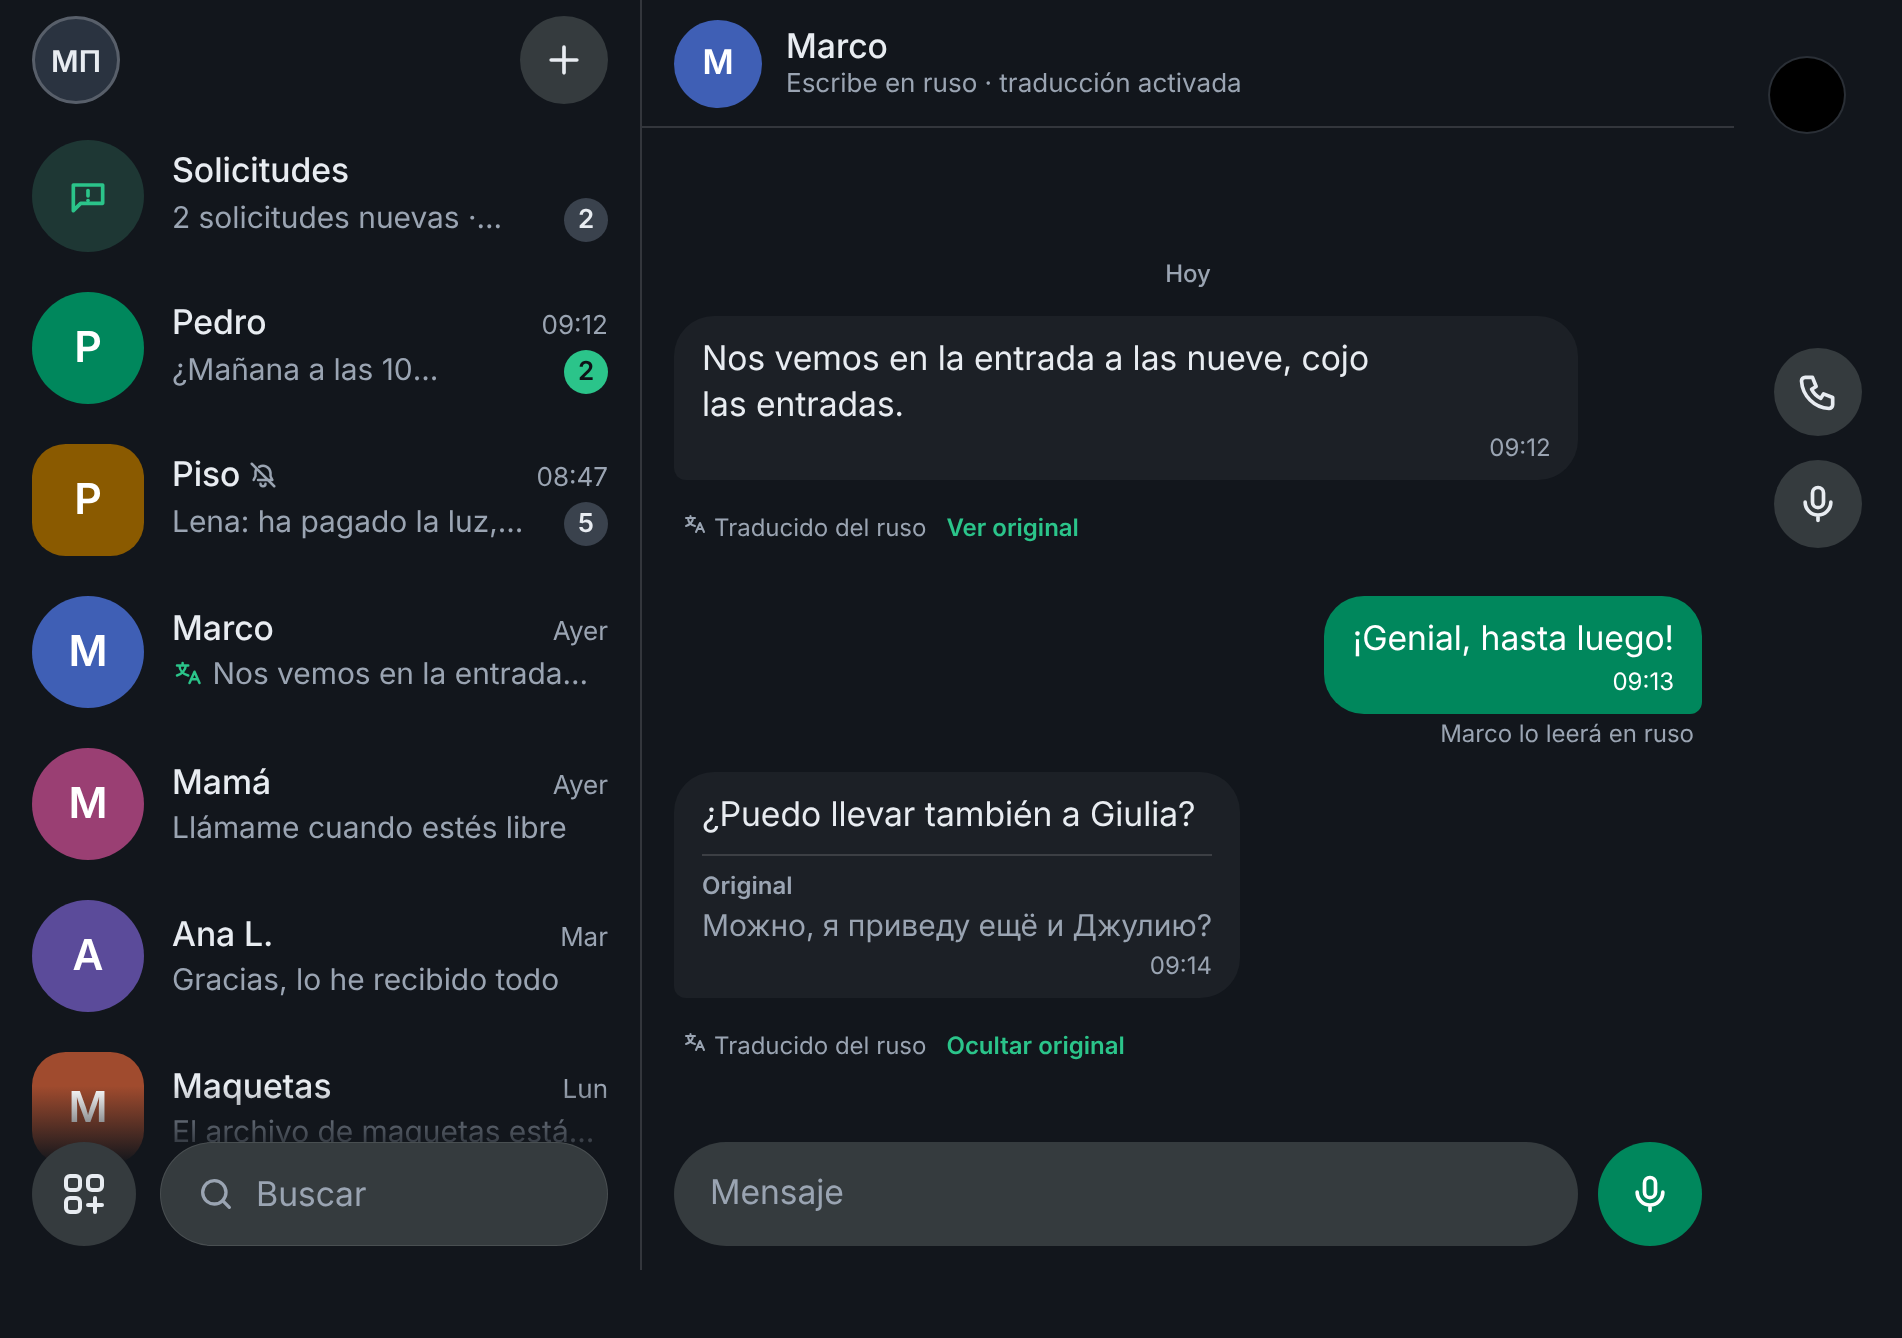 МП
Solicitudes
2 solicitudes nuevas ·...
2
P
Pedro
09:12
¿Mañana a las 10...
2
P
Piso
08:47
Lena: ha pagado la luz,...
5
M
Marco
Ayer
Nos vemos en la entrada...
M
Mamá
Ayer
Llámame cuando estés libre
A
Ana L.
Mar
Gracias, lo he recibido todo
M
Maquetas
Lun
El archivo de maquetas está...
Buscar
M
Marco
Escribe en ruso · traducción activada
Hoy
Nos vemos en la entrada a las nueve, cojo
las entradas.
09:12
Traducido del ruso Ver original
¡Genial, hasta luego!
09:13
Marco lo leerá en ruso
¿Puedo llevar también a Giulia?
Original
Можно, я приведу ещё и Джулию?
09:14
Traducido del ruso Ocultar original
Mensaje